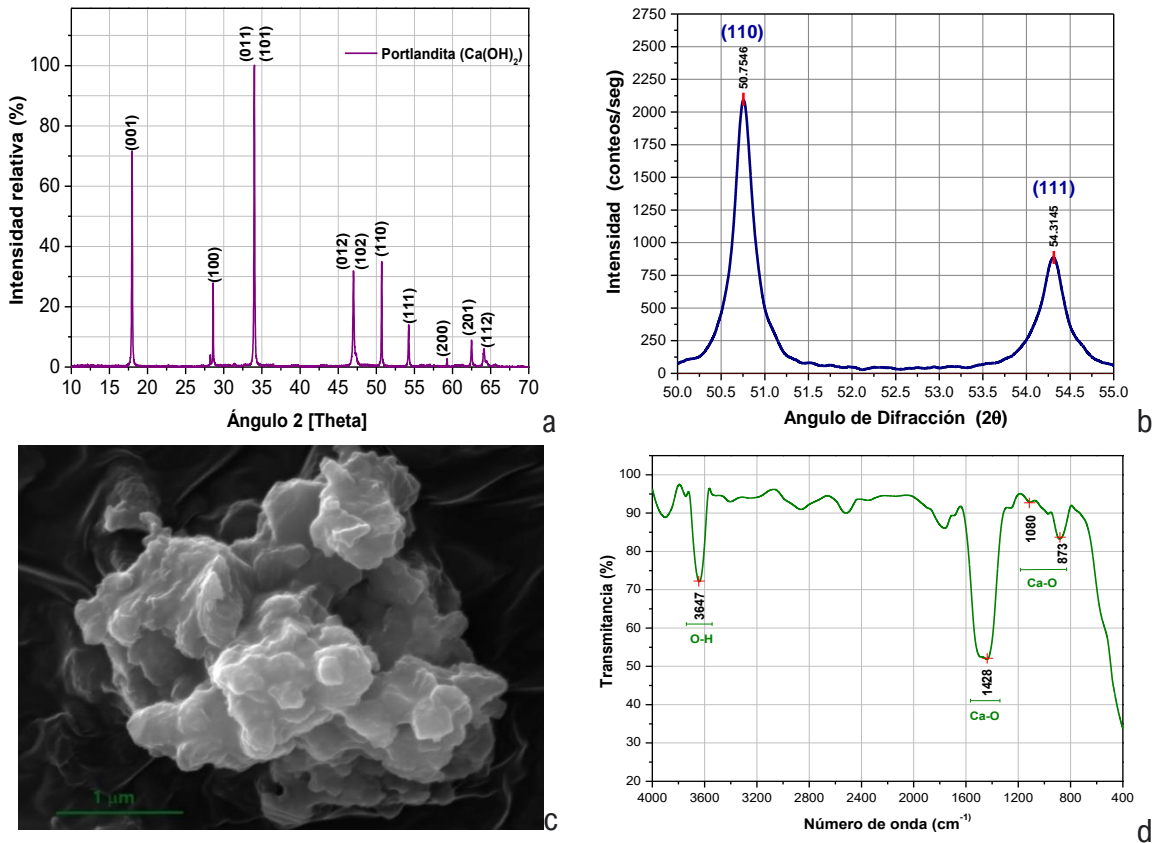 (011)
(101)
Portlandita (Ca(OH)2)
(001)
(100)
(012)
(102)
(110)
(111)
(200)
(201)
(112)
Intensidad relativa (%)
100
80
60
40
20
0
10 15 20 25 30 35 40 45 50 55 60 65 70
Ángulo 2 [Theta]
a
2750
2500
2250
2000
1750
1500
1250
1000
750
500
250
0
Intensidad (conteos/seg)
(110)
50.7546
(111)
54.3145
50.0 50.5 51.0 51.5 52.0 52.5 53.0 53.5 54.0 54.5 55.0
Angulo de Difracción (2θ)
b
1 µm
c
100
90
80
70
60
50
40
30
20
Transmitancia (%)
3647
O-H
1428
Ca-O
1080
873
Ca-O
4000 3600 3200 2800 2400 2000 1600 1200 800 400
Número de onda (cm-1)
d